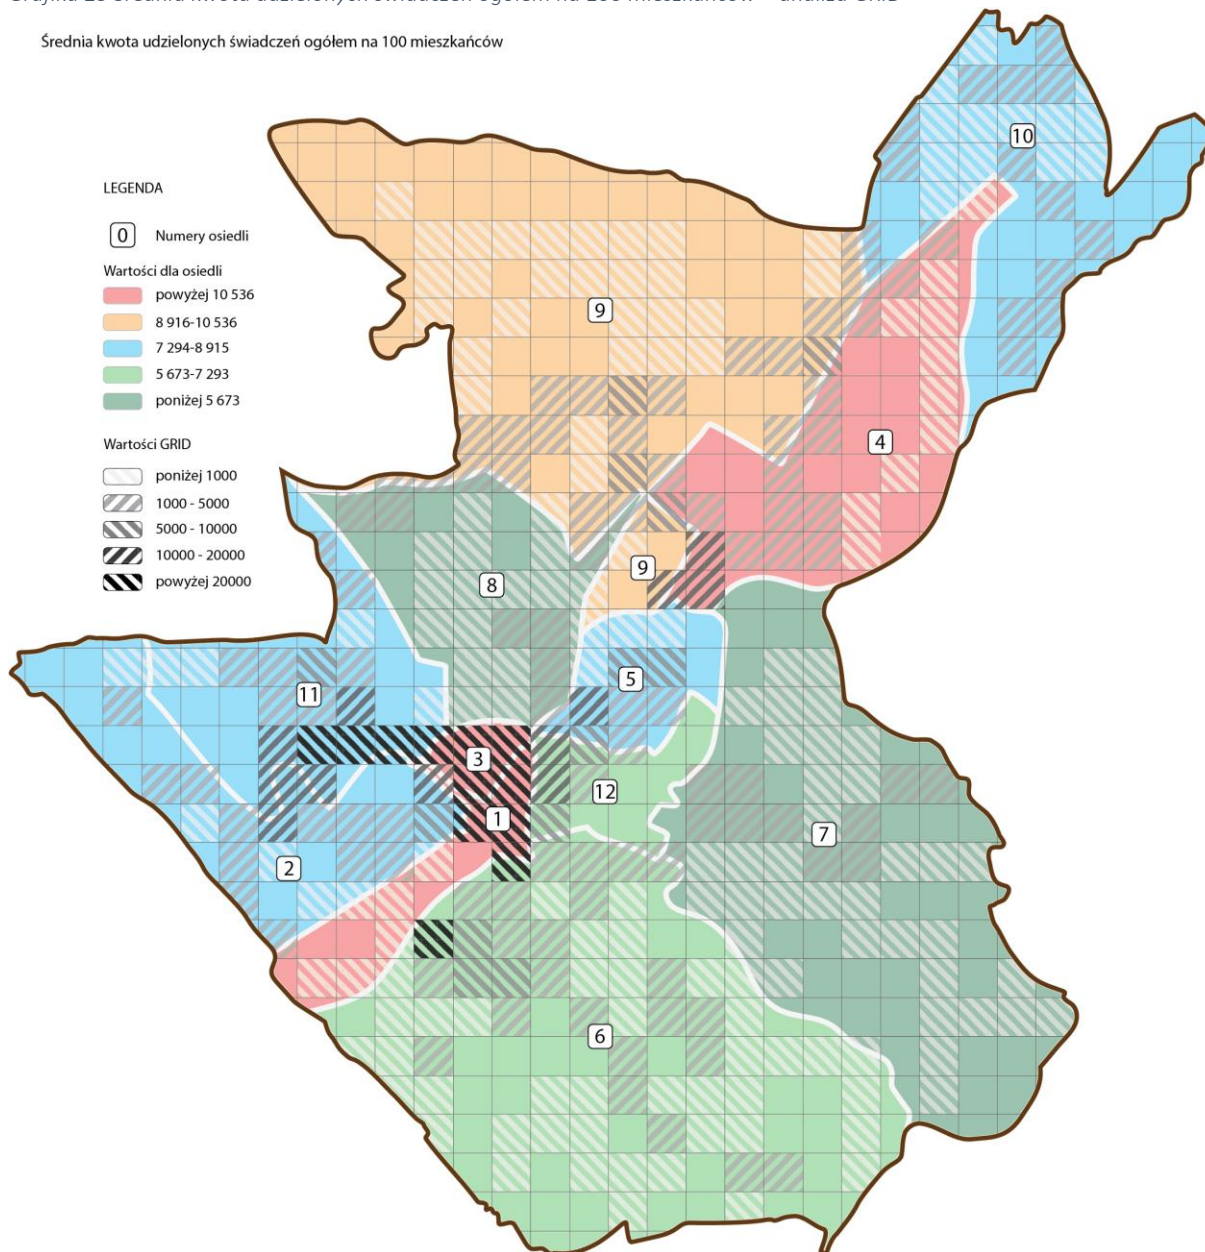 Średnia kwota udzielonych świadczeń ogółem na 100 mieszkańców
LEGENDA
0 Numery osiedli
Wartości dla osiedli
powyżej 10 536
8 916-10 536
7 294-8 915
5 673-7 293
poniżej 5 673
Wartości GRID
poniżej 1000
1000 - 5000
5000 - 10000
10000 - 20000
powyżej 20000
10
9
4
8
9
5
11
3
12
1
7
2
6